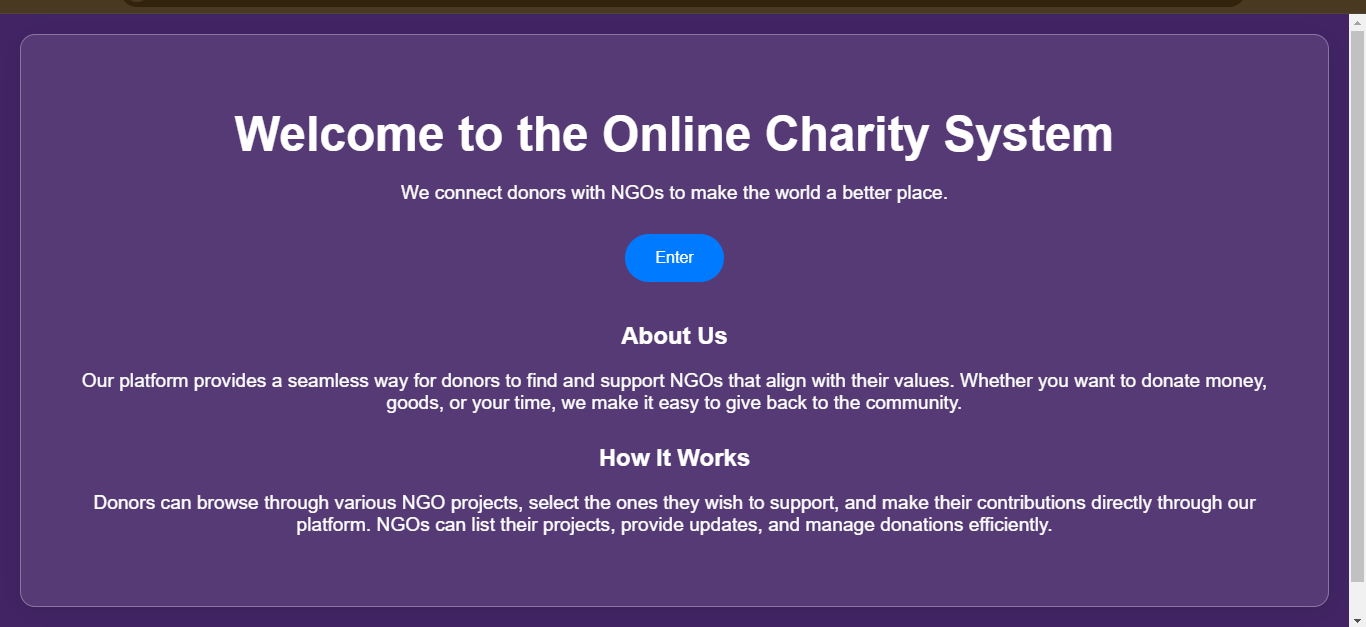 Welcome to the Online Charity System
We connect donors with NGOs to make the world a better place.
Enter
About Us
Our platform provides a seamless way for donors to find and support NGOs that align with their values. Whether you want to donate money,
goods, or your time, we make it easy to give back to the community.
How It Works
Donors can browse through various NGO projects, select the ones they wish to support, and make their contributions directly through our
platform. NGOs can list their projects, provide updates, and manage donations efficiently.